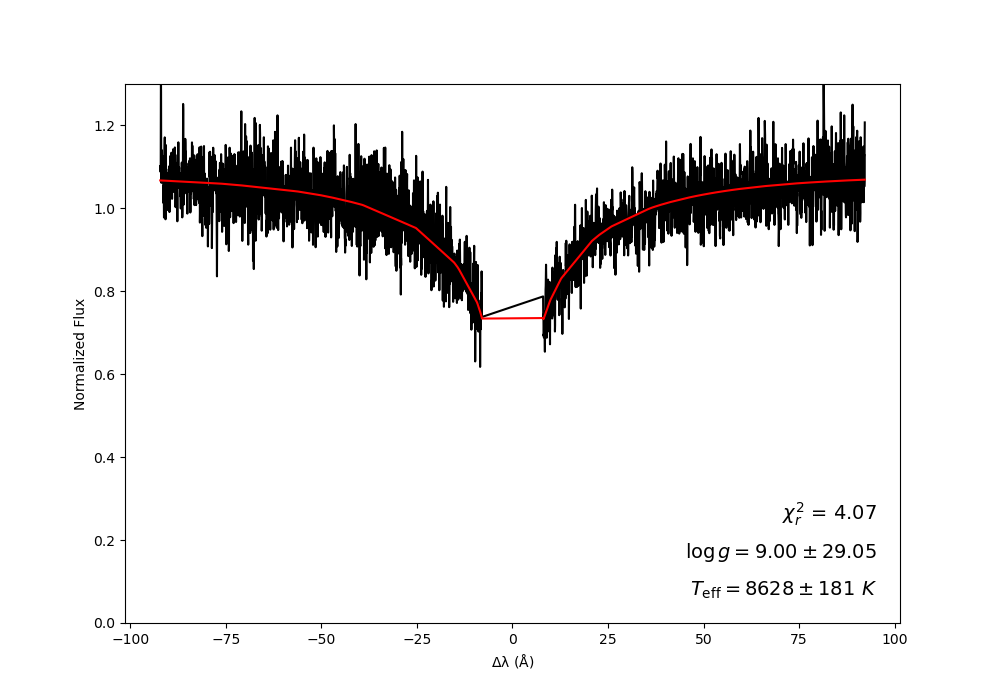 1.2
1.0
0.8
0.6
0.4
0.2
0.0
Normalized Flux
χ²ᵣ = 4.07
log g = 9.00 ± 29.05
T_eff = 8628 ± 181 K
−100 −75 −50 −25 0 25 50 75 100
Δλ (Å)